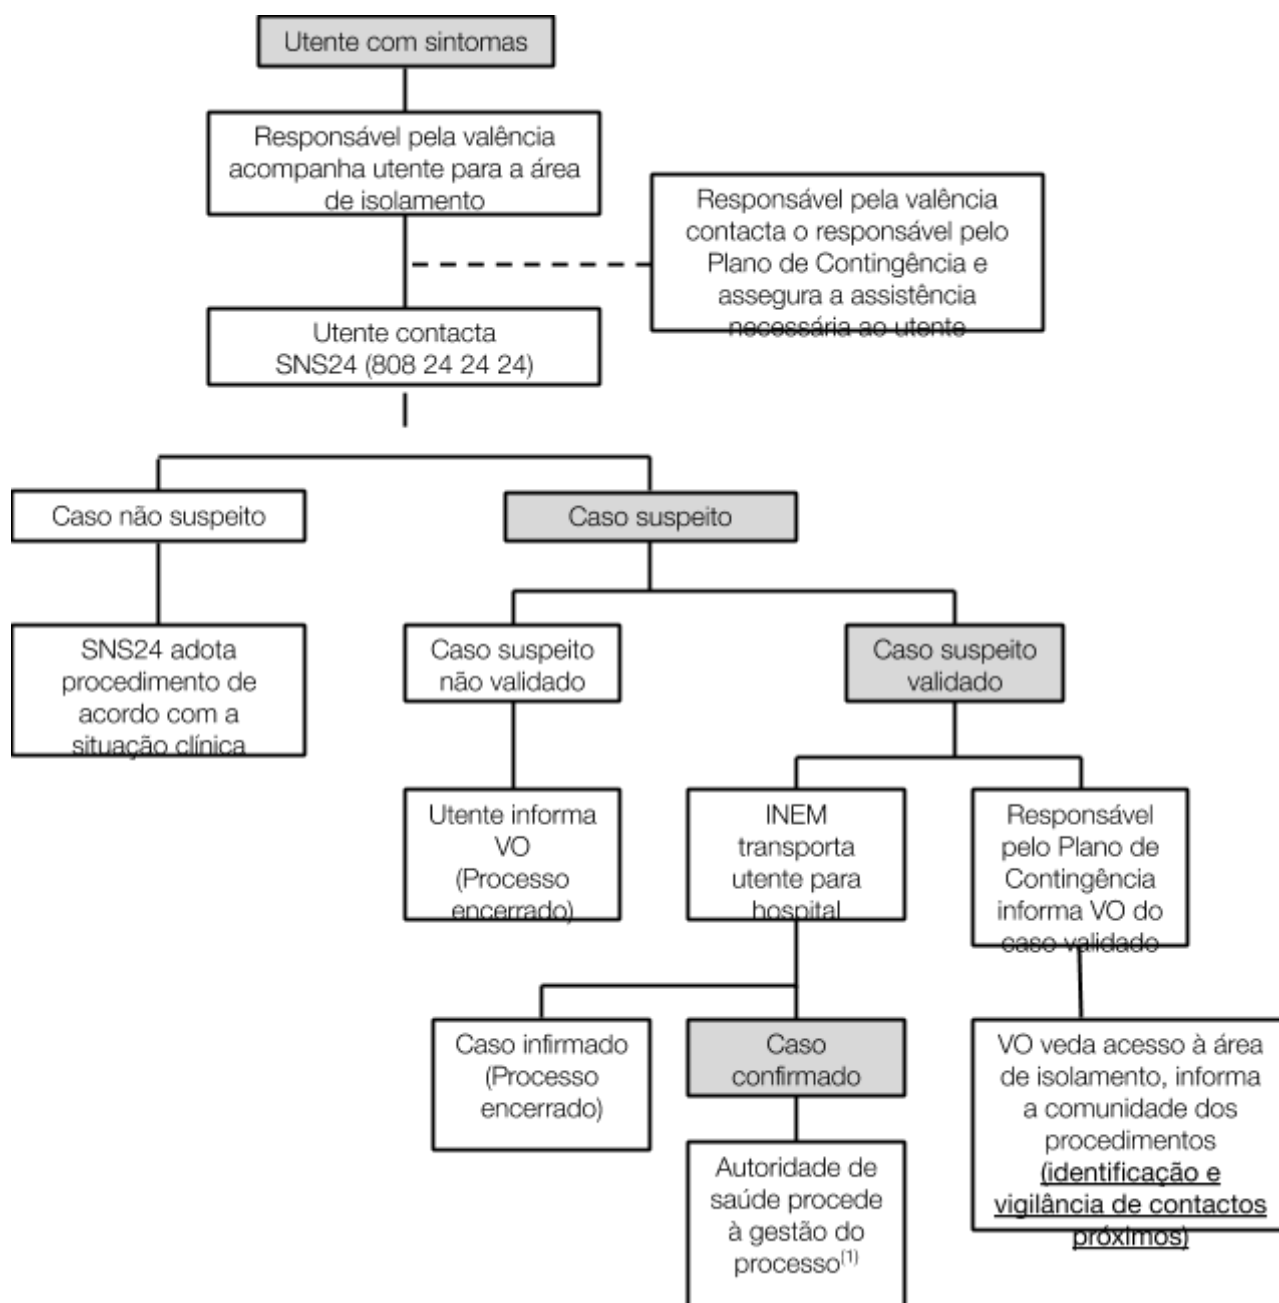 Utente com sintomas
Responsável pela valência
acompanha utente para a área
de isolamento
Responsável pela valência
contacta o responsável pelo
Plano de Contingência e
assegura a assistência
necessária ao utente
Utente contacta
SNS24 (808 24 24 24)
Caso não suspeito
Caso suspeito
SNS24 adota
procedimento de
acordo com a
situação clínica
Caso suspeito
não validado
Caso suspeito
validado
Utente informa
VO
(Processo
encerrado)
INEM
transporta
utente para
hospital
Responsável
pelo Plano de
Contingência
informa VO do
caso validado
Caso infirmado
(Processo
encerrado)
Caso
confirmado
VO veda acesso à área
de isolamento, informa
a comunidade dos
procedimentos
(identificação e
vigilância de contactos
próximos)
Autoridade de
saúde procede
à gestão do
processo(1)